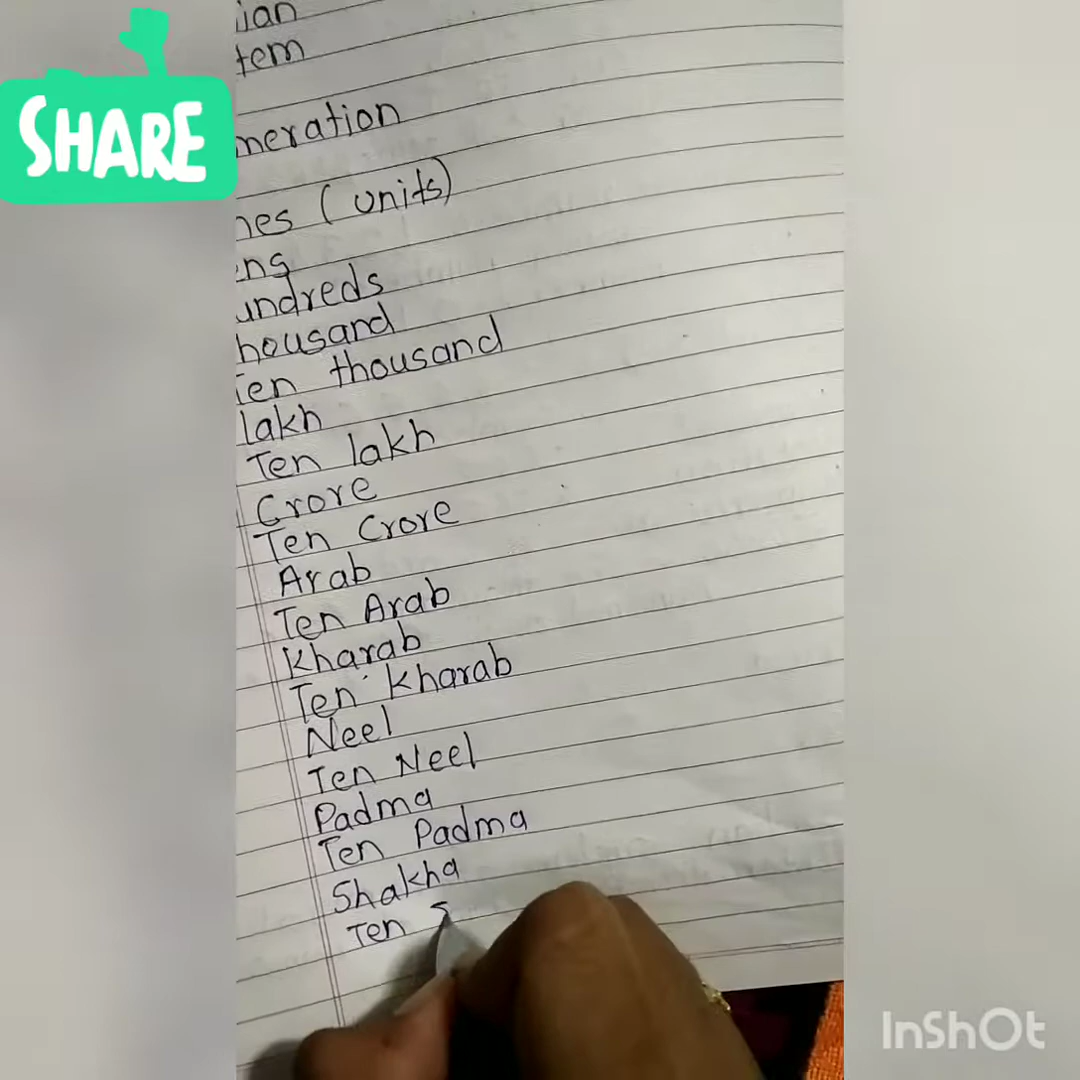 SHARE
ian
tem
meration
nes (units)
ens
undreds
housand
Ten thousand
lakh
Ten lakh
Crore
Ten Crore
Arab
Ten Arab
Kharab
Ten Kharab
Neel
Ten Neel
Padma
Ten Padma
Shakha
Ten S
InShOt